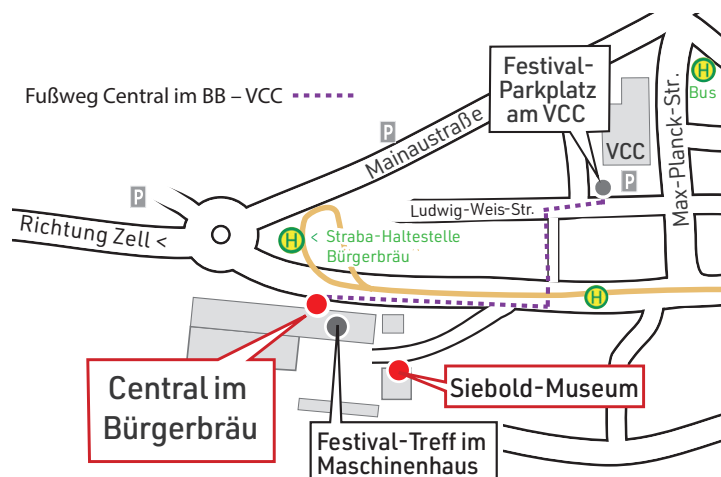 Fußweg Central im BB – VCC
Festival-
Parkplatz
am VCC
H
Bus
P
Mainaustraße
VCC
P
Max-Planck-Str.
P
Ludwig-Weis-Str.
Richtung Zell <
H
< Straba-Haltestelle
Bürgerbräu
H
Central im
Bürgerbräu
Siebold-Museum
Festival-Treff im
Maschinenhaus